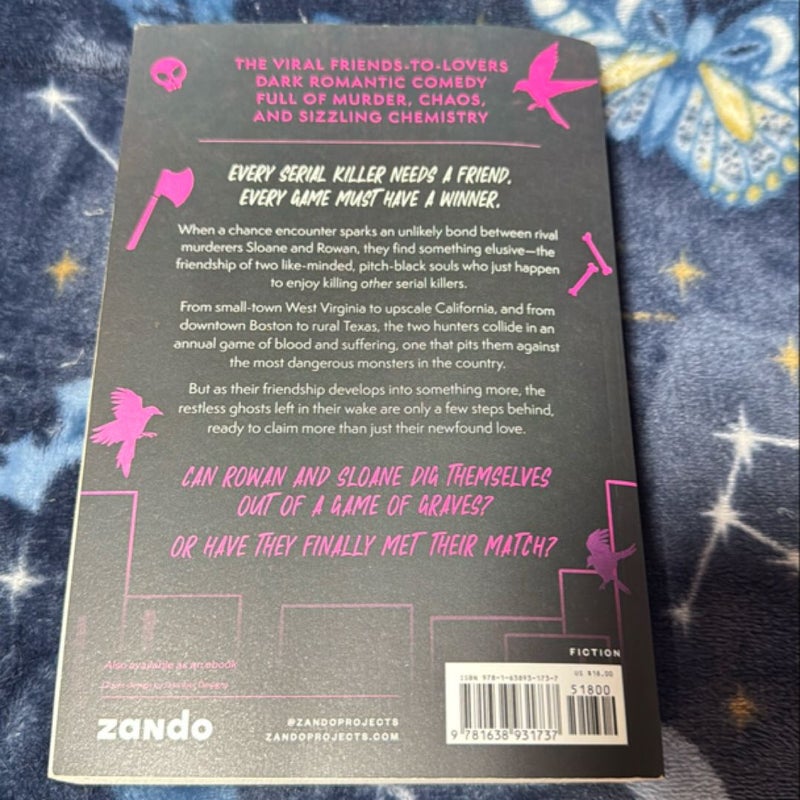 THE VIRAL FRIENDS-TO-LOVERS
DARK ROMANTIC COMEDY
FULL OF MURDER, CHAOS,
AND SIZZLING CHEMISTRY
EVERY SERIAL KILLER NEEDS A FRIEND.
EVERY GAME MUST HAVE A WINNER.
When a chance encounter sparks an unlikely bond between rival
murderers Sloane and Rowan, they find something elusive—the
friendship of two like-minded, pitch-black souls who just happen
to enjoy killing other serial killers.
From small-town West Virginia to upscale California, and from
downtown Boston to rural Texas, the two hunters collide in an
annual game of blood and suffering, one that pits them against
the most dangerous monsters in the country.
But as their friendship develops into something more, the
restless ghosts left in their wake are only a few steps behind,
ready to claim more than just their newfound love.
CAN ROWAN AND SLOANE DIG THEMSELVES
OUT OF A GAME OF GRAVES?
OR HAVE THEY FINALLY MET THEIR MATCH?
Also available as an ebook
design by
zando
@ZANDOPROJECTS
ZANDOPROJECTS.COM
FICTION
ISBN 978-1-63893-173-7
US $18.00
51800
9 781638 931737